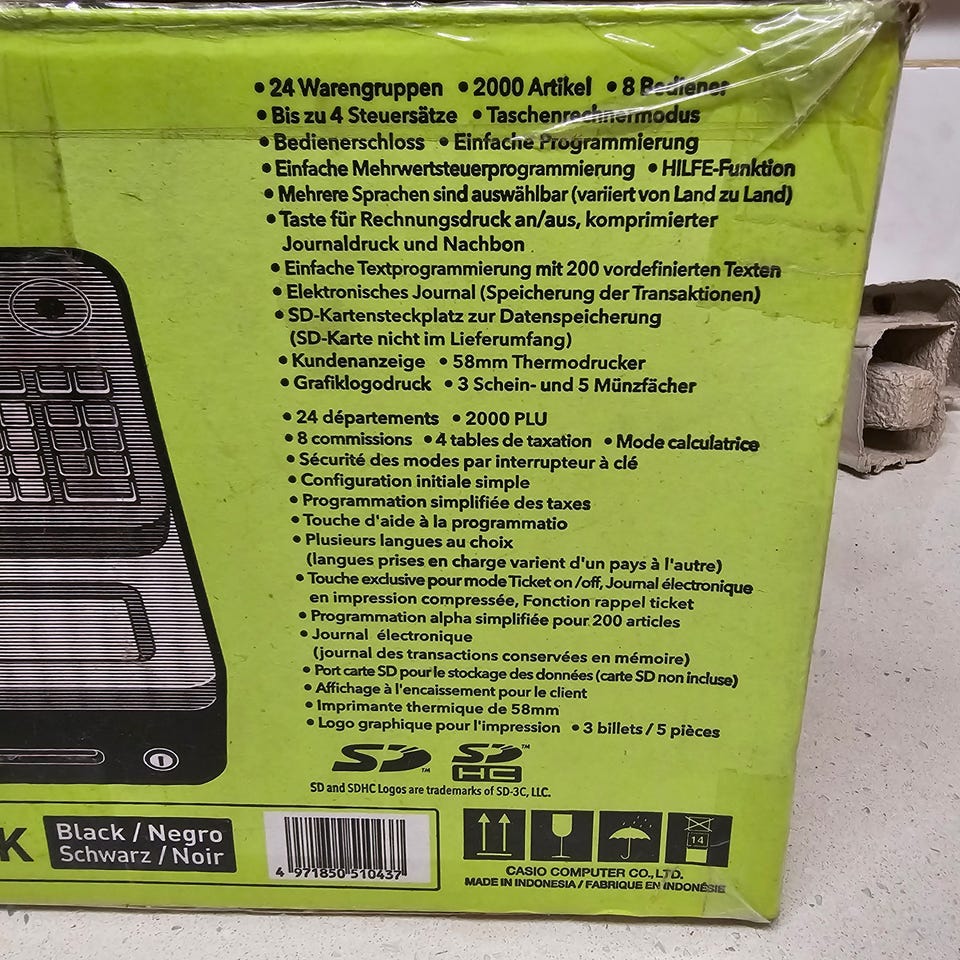 • 24 Warengruppen • 2000 Artikel • 8 Bediener
• Bis zu 4 Steuersätze • Taschenrechnermodus
• Bedienerschloss • Einfache Programmierung
• Einfache Mehrwertsteuerprogrammierung • HILFE-Funktion
• Mehrere Sprachen sind auswählbar (variiert von Land zu Land)
• Taste für Rechnungsdruck an/aus, komprimierter
Journaldruck und Nachbon
• Einfache Textprogrammierung mit 200 vordefinierten Texten
• Elektronisches Journal (Speicherung der Transaktionen)
• SD-Kartensteckplatz zur Datenspeicherung
(SD-Karte nicht im Lieferumfang)
• Kundenanzeige • 58mm Thermodrucker
• Grafiklogodruck • 3 Schein- und 5 Münzfächer
• 24 départements • 2000 PLU
• 8 commissions • 4 tables de taxation • Mode calculatrice
• Sécurité des modes par interrupteur à clé
• Configuration initiale simple
• Programmation simplifiée des taxes
• Touche d'aide à la programmatio
• Plusieurs langues au choix
(langues prises en charge varient d'un pays à l'autre)
• Touche exclusive pour mode Ticket on /off, Journal électronique
en impression compressée, Fonction rappel ticket
• Programmation alpha simplifiée pour 200 articles
• Journal électronique
(journal des transactions conservées en mémoire)
• Port carte SD pour le stockage des données (carte SD non incluse)
• Affichage à l'encaissement pour le client
• Imprimante thermique de 58mm
• Logo graphique pour l'impression • 3 billets / 5 pièces
SD™ SD™
HC
SD and SDHC Logos are trademarks of SD-3C, LLC.
K Black / Negro
Schwarz / Noir
4 971850 510437
14
CASIO COMPUTER CO., LTD.
MADE IN INDONESIA / FABRIQUE EN INDONÉSIE